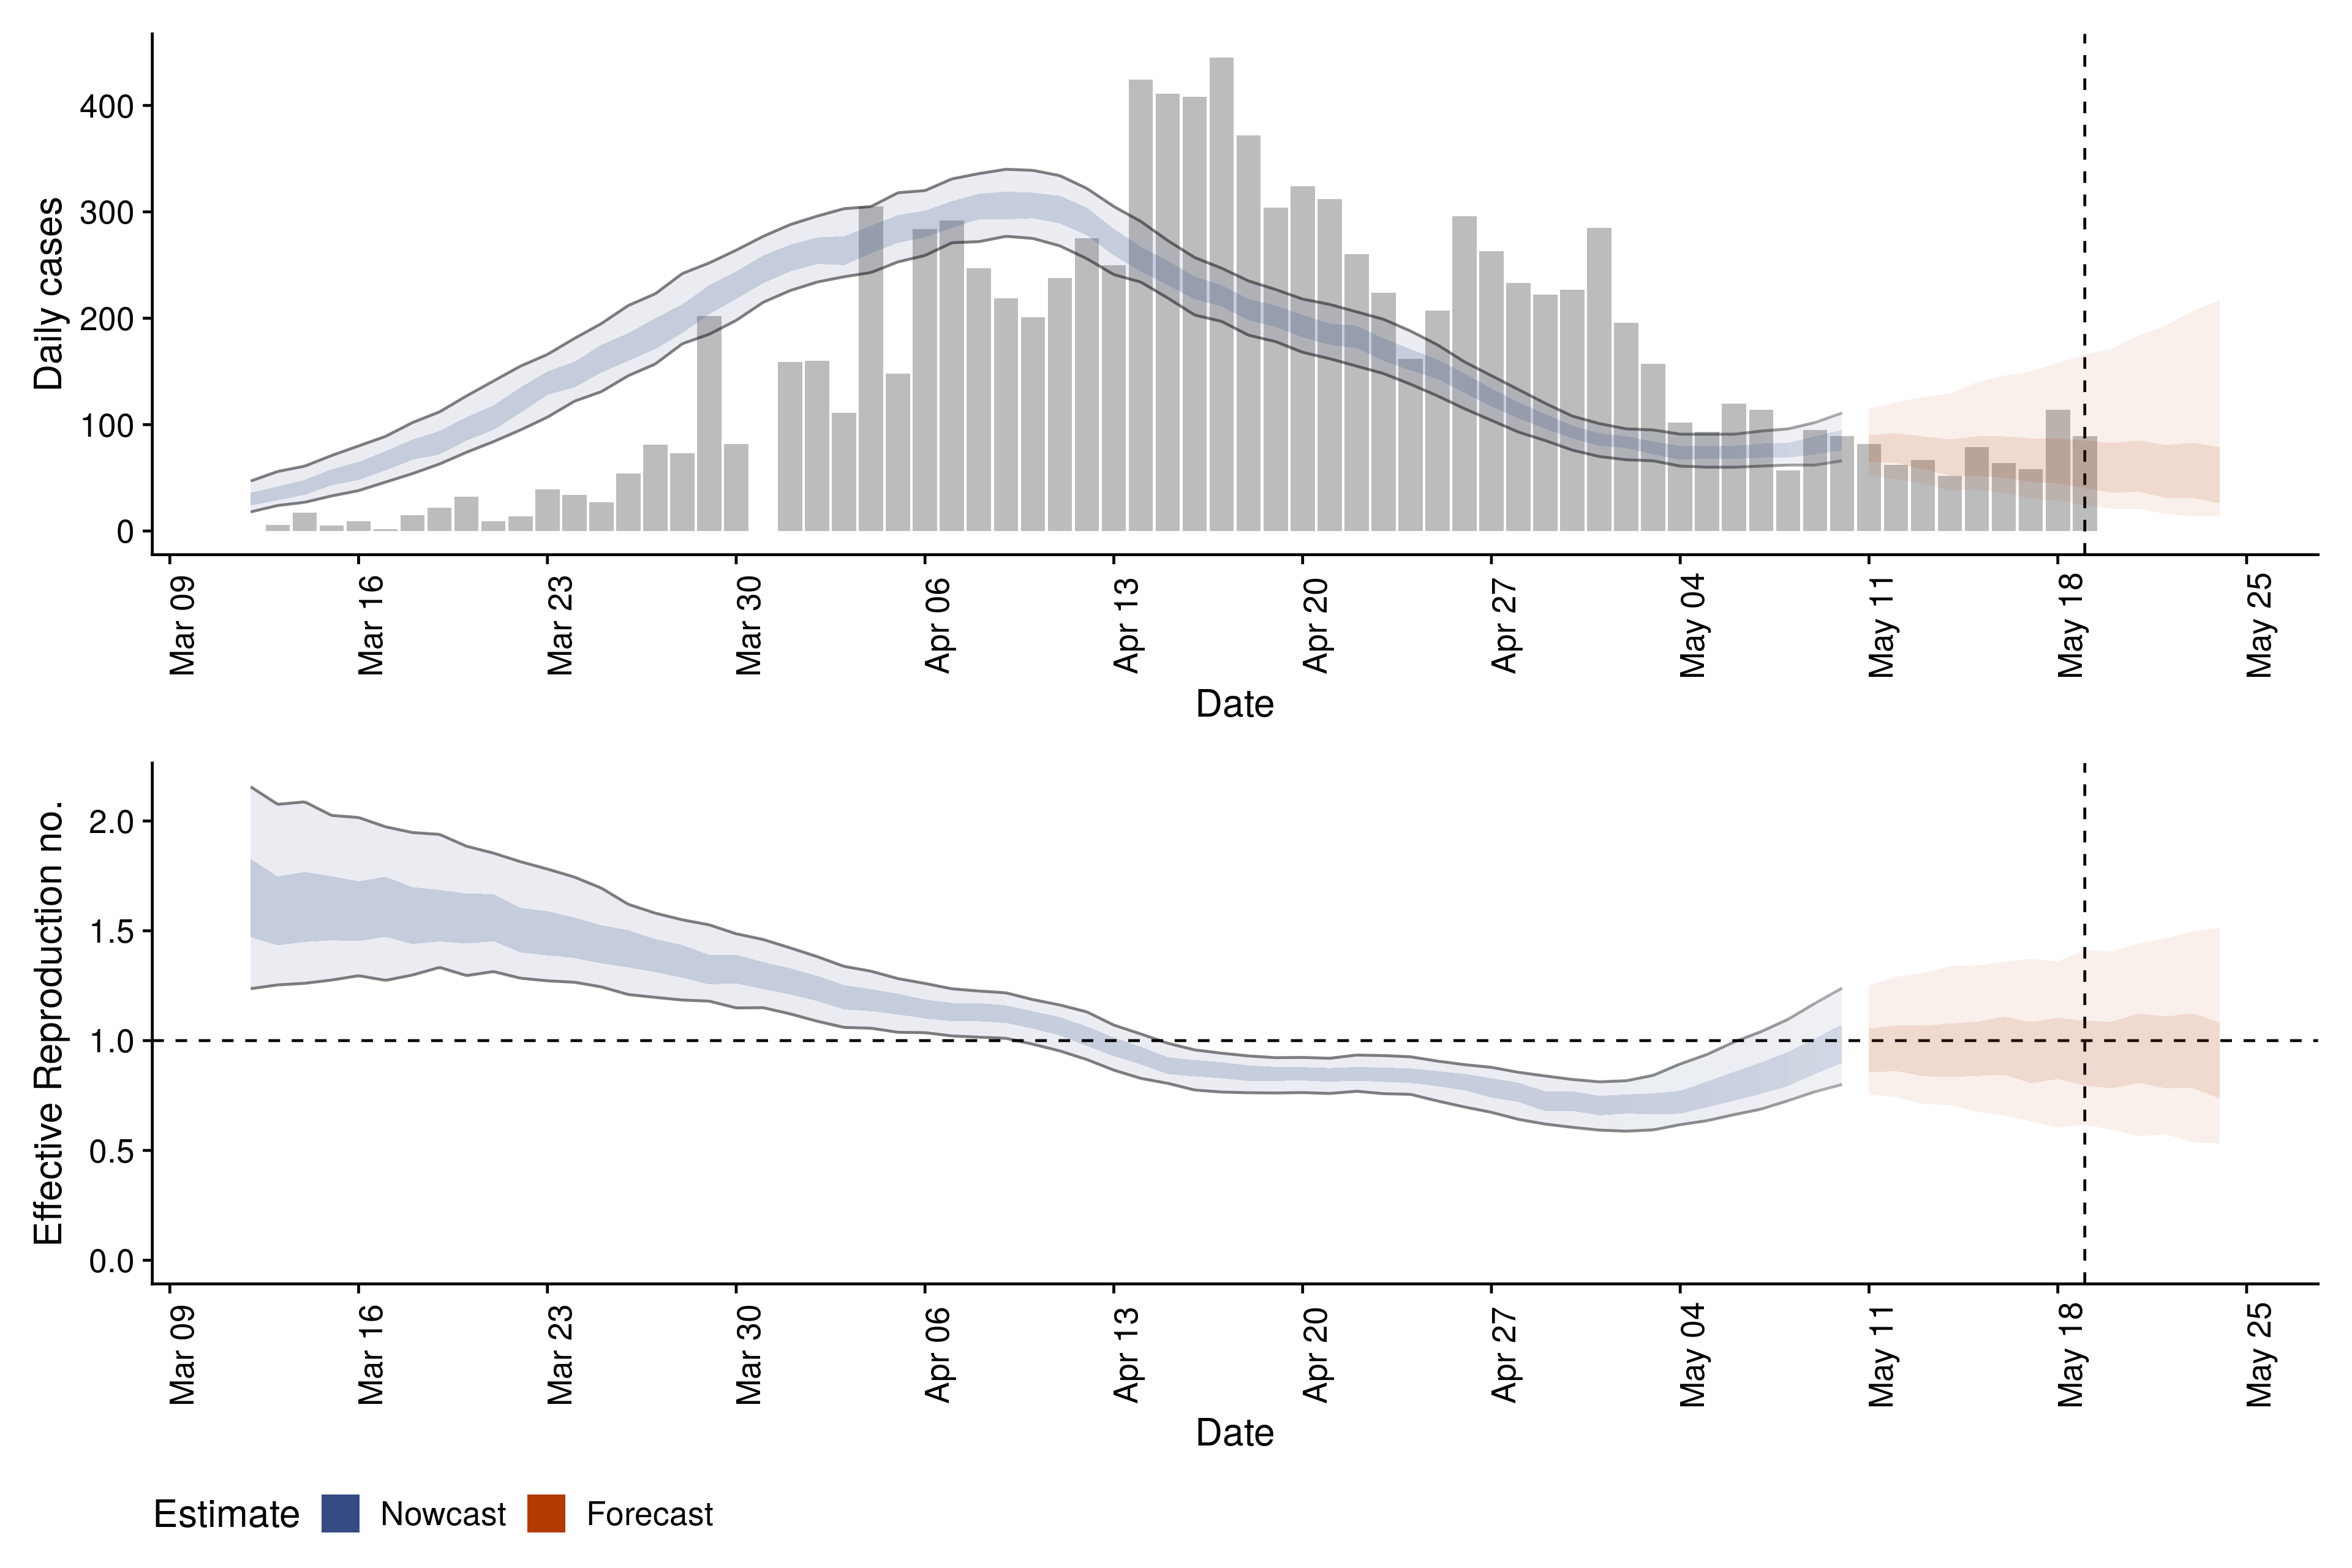 Daily cases
400
300
200
100
0
Mar 09
Mar 16
Mar 23
Mar 30
Apr 06
Apr 13
Apr 20
Apr 27
May 04
May 11
May 18
May 25
Date
Effective Reproduction no.
2.0
1.5
1.0
0.5
0.0
Mar 09
Mar 16
Mar 23
Mar 30
Apr 06
Apr 13
Apr 20
Apr 27
May 04
May 11
May 18
May 25
Date
Estimate Nowcast Forecast